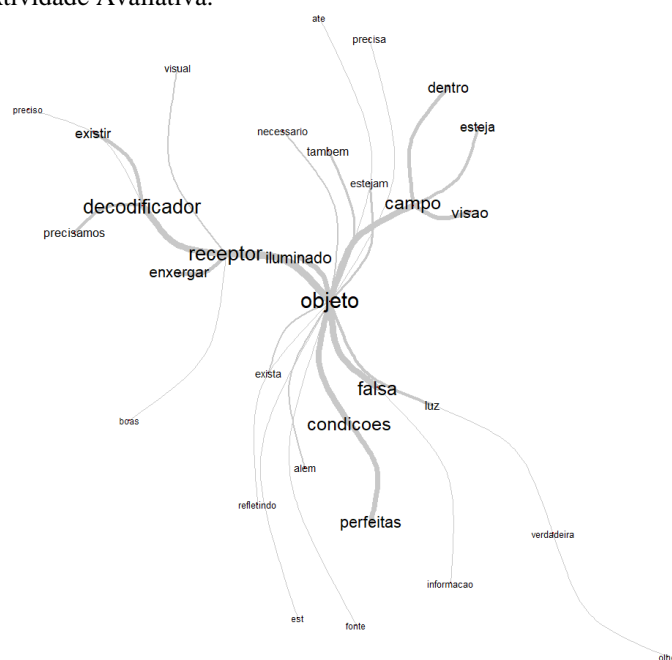 Atividade Avaliativa.
ate
precisa
visual
dentro
preciso
existir
necessario
esteja
tambem
estejam
decodificador
campo
visao
precisamos
receptor
iluminado
enxergar
objeto
exista
falsa
luz
boas
condicoes
alem
refletindo
perfeitas
verdadeira
informacao
est
fonte